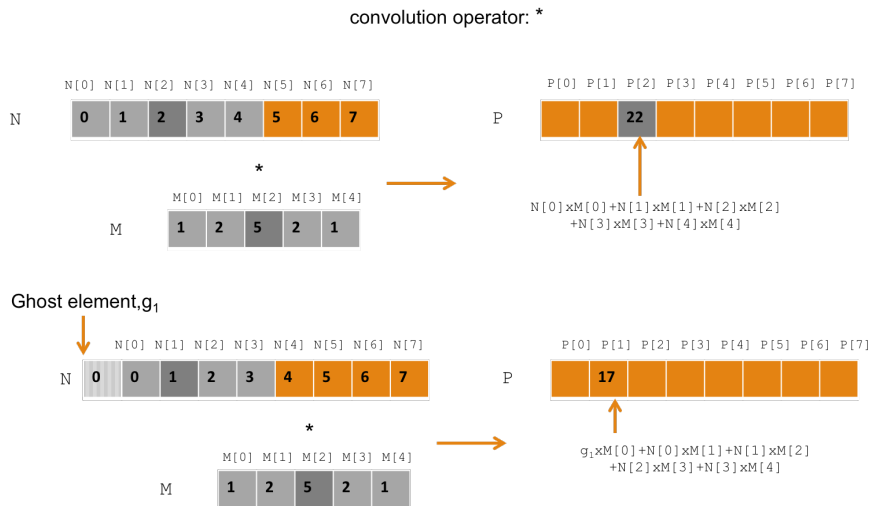 convolution operator: *
N[0] N[1] N[2] N[3] N[4] N[5] N[6] N[7]
N 0 1 2 3 4 5 6 7
*
M[0] M[1] M[2] M[3] M[4]
M 1 2 5 2 1
P[0] P[1] P[2] P[3] P[4] P[5] P[6] P[7]
P 22
N[0]xM[0]+N[1]xM[1]+N[2]xM[2]
+N[3]xM[3]+N[4]xM[4]
Ghost element,g₁
N[0] N[1] N[2] N[3] N[4] N[5] N[6] N[7]
N 0 0 1 2 3 4 5 6 7
*
M[0] M[1] M[2] M[3] M[4]
M 1 2 5 2 1
P[0] P[1] P[2] P[3] P[4] P[5] P[6] P[7]
P 17
g₁xM[0]+N[0]xM[1]+N[1]xM[2]
+N[2]xM[3]+N[3]xM[4]